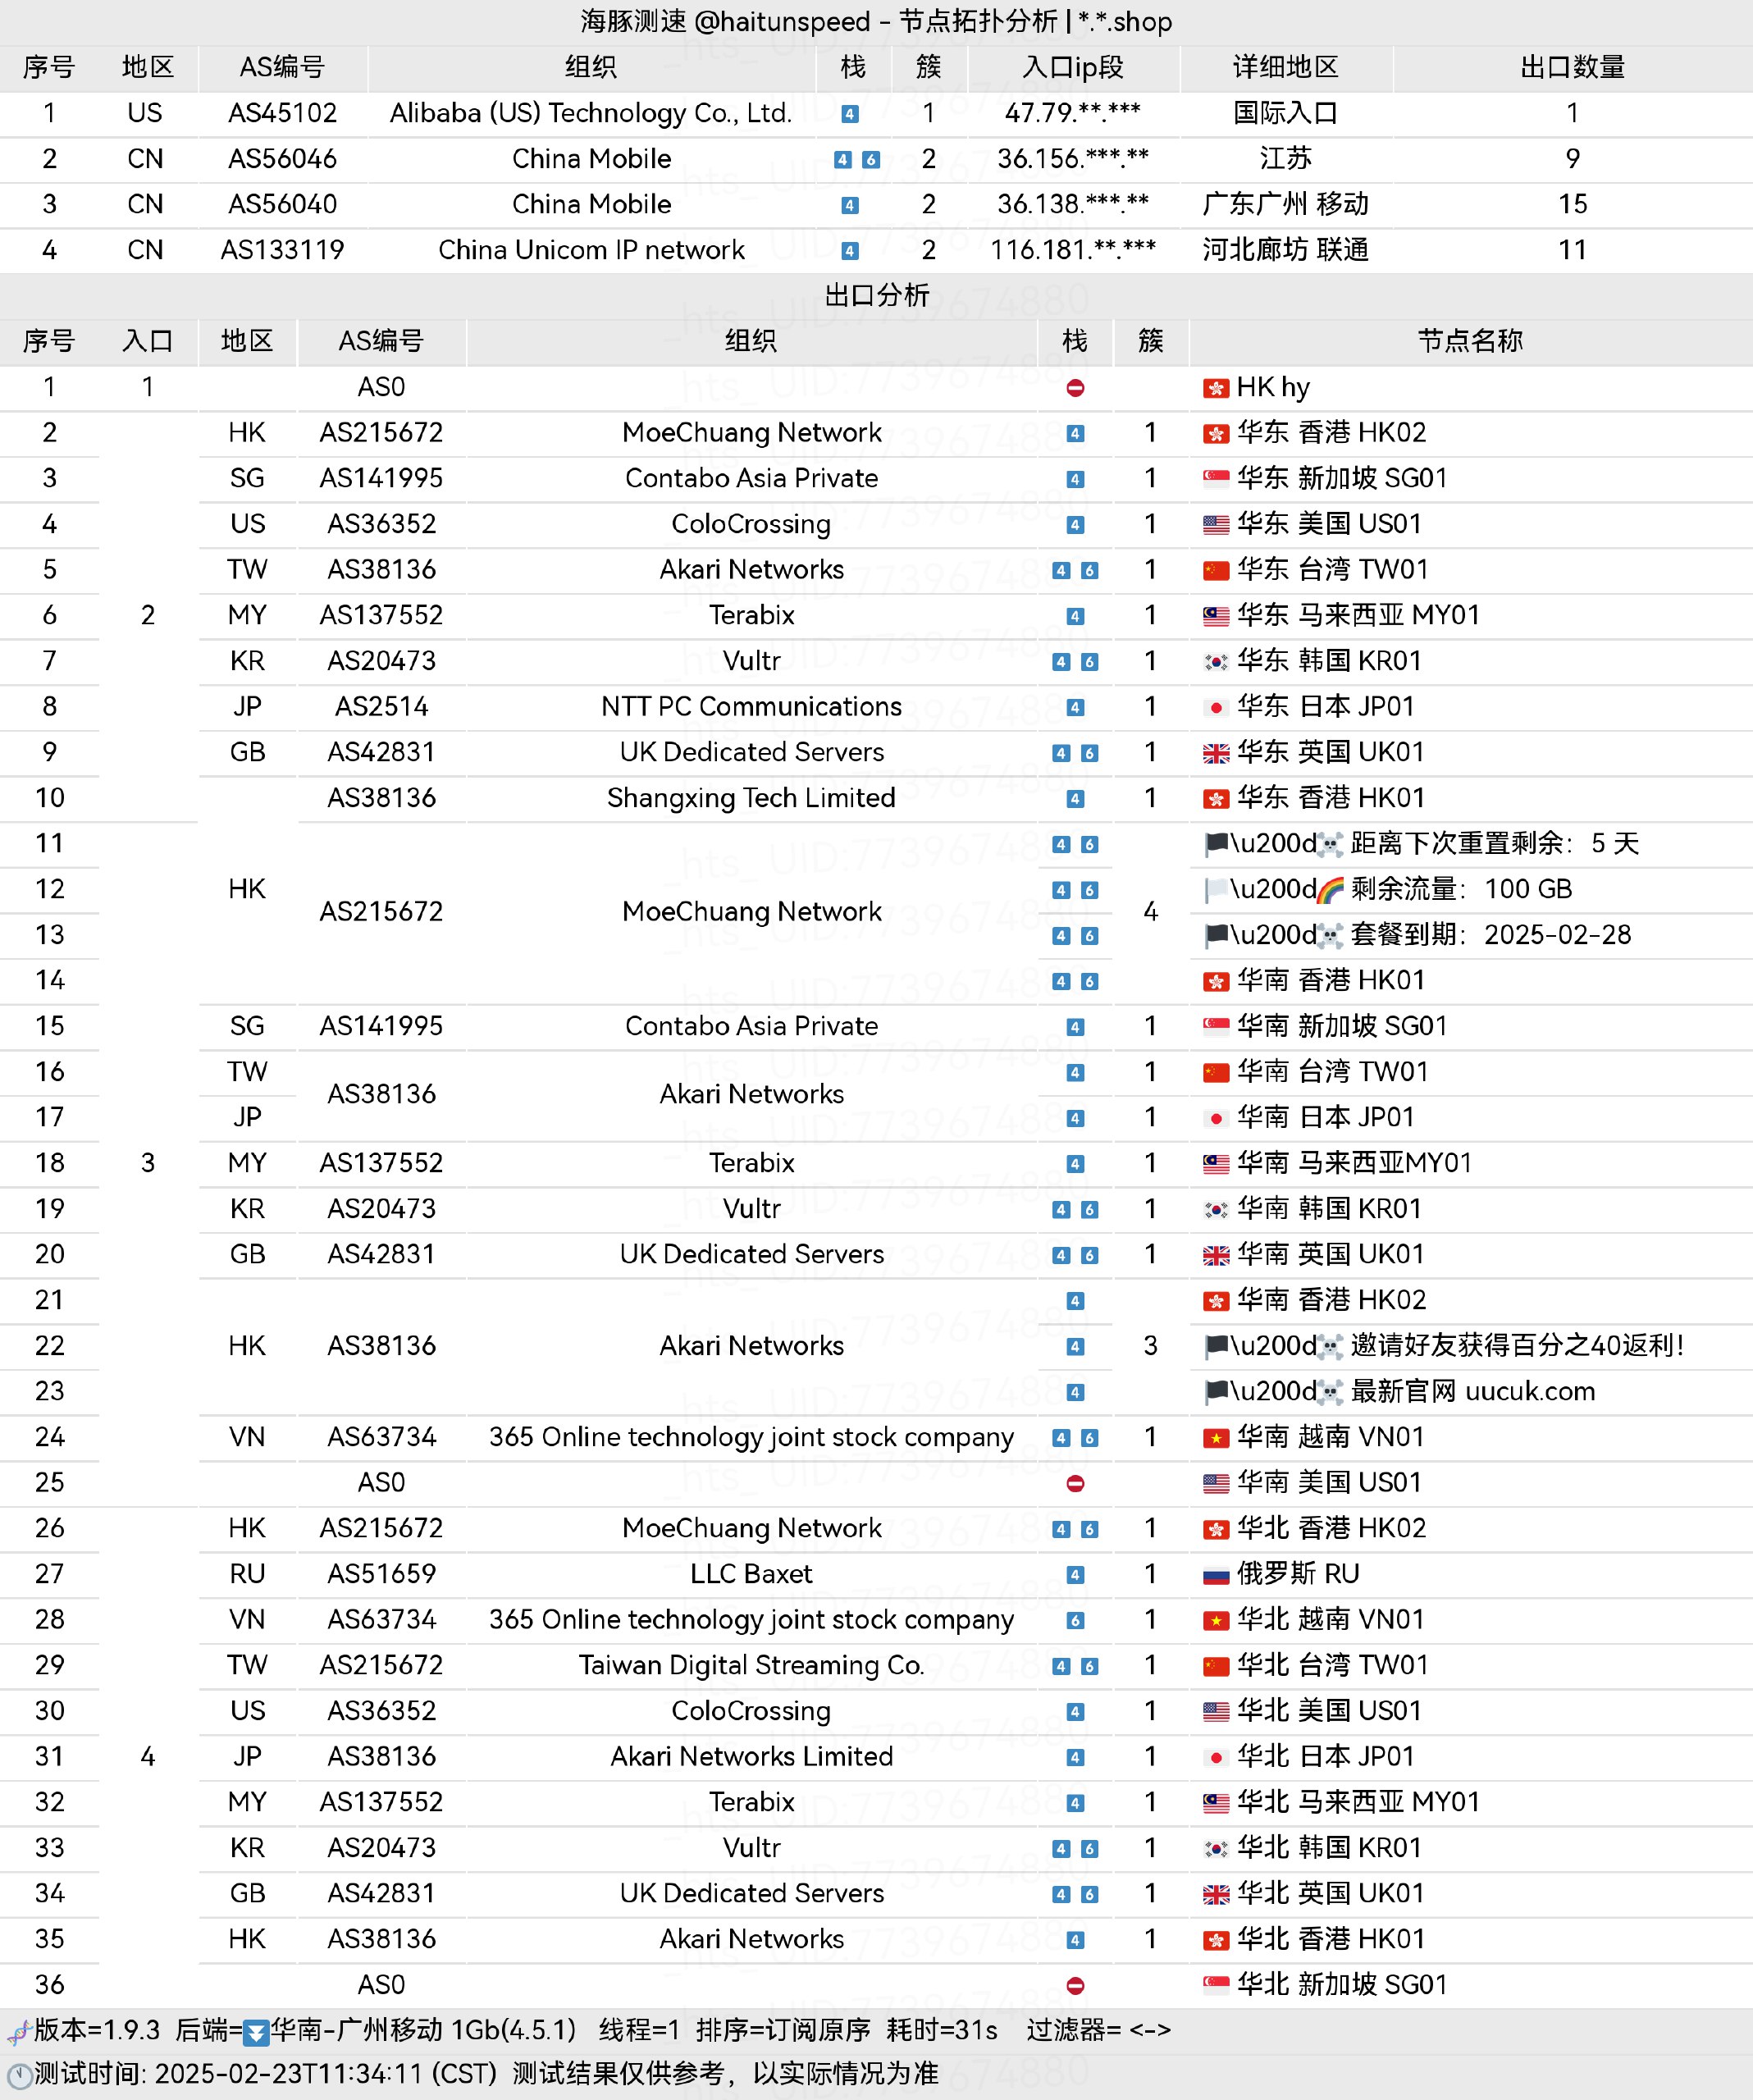 海豚测速 @haitunspeed - 节点拓扑分析 | *.*.shop
序号 地区 AS编号 组织 栈 簇 入口ip段 详细地区 出口数量
1 US AS45102 Alibaba (US) Technology Co., Ltd. 4 1 47.79.**.*** 国际入口 1
2 CN AS56046 China Mobile 4 6 2 36.156.***.** 江苏 9
3 CN AS56040 China Mobile 4 2 36.138.***.** 广东广州 移动 15
4 CN AS133119 China Unicom IP network 4 2 116.181.**.*** 河北廊坊 联通 11
出口分析
序号 入口 地区 AS编号 组织 栈 簇 节点名称
1 1 AS0 HK hy
2 HK AS215672 MoeChuang Network 4 1 华东 香港 HK02
3 SG AS141995 Contabo Asia Private 4 1 华东 新加坡 SG01
4 US AS36352 ColoCrossing 4 1 华东 美国 US01
5 TW AS38136 Akari Networks 4 6 1 华东 台湾 TW01
6 2 MY AS137552 Terabix 4 1 华东 马来西亚 MY01
7 KR AS20473 Vultr 4 6 1 华东 韩国 KR01
8 JP AS2514 NTT PC Communications 4 1 华东 日本 JP01
9 GB AS42831 UK Dedicated Servers 4 6 1 华东 英国 UK01
10 AS38136 Shangxing Tech Limited 4 1 华东 香港 HK01
11 4 6 \u200d 距离下次重置剩余：5 天
12 HK AS215672 MoeChuang Network 4 6 4 \u200d 剩余流量：100 GB
13 4 6 \u200d 套餐到期：2025-02-28
14 4 6 华南 香港 HK01
15 SG AS141995 Contabo Asia Private 4 1 华南 新加坡 SG01
16 TW AS38136 Akari Networks 4 1 华南 台湾 TW01
17 JP 4 1 华南 日本 JP01
18 3 MY AS137552 Terabix 4 1 华南 马来西亚MY01
19 KR AS20473 Vultr 4 6 1 华南 韩国 KR01
20 GB AS42831 UK Dedicated Servers 4 6 1 华南 英国 UK01
21 4 华南 香港 HK02
22 HK AS38136 Akari Networks 4 3 \u200d 邀请好友获得百分之40返利！
23 4 \u200d 最新官网 uucuk.com
24 VN AS63734 365 Online technology joint stock company 4 6 1 华南 越南 VN01
25 AS0 华南 美国 US01
26 HK AS215672 MoeChuang Network 4 6 1 华北 香港 HK02
27 RU AS51659 LLC Baxet 4 1 俄罗斯 RU
28 VN AS63734 365 Online technology joint stock company 6 1 华北 越南 VN01
29 TW AS215672 Taiwan Digital Streaming Co. 4 6 1 华北 台湾 TW01
30 US AS36352 ColoCrossing 4 1 华北 美国 US01
31 4 JP AS38136 Akari Networks Limited 4 1 华北 日本 JP01
32 MY AS137552 Terabix 4 1 华北 马来西亚 MY01
33 KR AS20473 Vultr 4 6 1 华北 韩国 KR01
34 GB AS42831 UK Dedicated Servers 4 6 1 华北 英国 UK01
35 HK AS38136 Akari Networks 4 1 华北 香港 HK01
36 AS0 华北 新加坡 SG01
版本=1.9.3 后端=华南-广州移动 1Gb(4.5.1) 线程=1 排序=订阅原序 耗时=31s 过滤器= <->
测试时间: 2025-02-23T11:34:11 (CST) 测试结果仅供参考，以实际情况为准